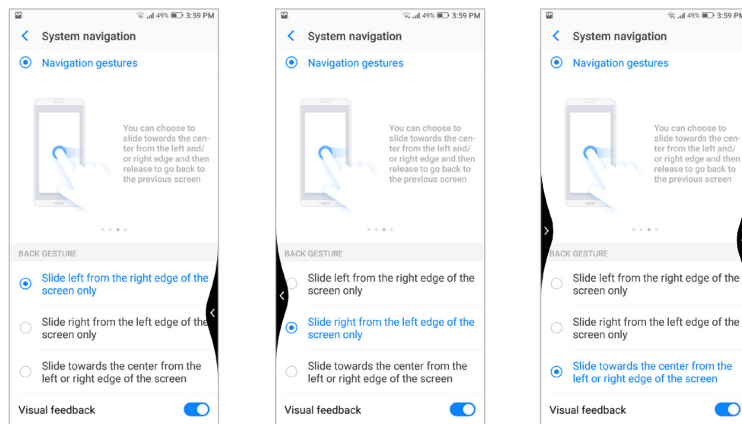 49% 3:59 PM
System navigation
Navigation gestures
You can choose to
slide towards the cen-
ter from the left and/
or right edge and then
release to go back to
the previous screen
BACK GESTURE
Slide left from the right edge of the
screen only
Slide right from the left edge of the
screen only
Slide towards the center from the
left or right edge of the screen
Visual feedback
49% 3:59 PM
System navigation
Navigation gestures
You can choose to
slide towards the cen-
ter from the left and/
or right edge and then
release to go back to
the previous screen
BACK GESTURE
Slide left from the right edge of the
screen only
Slide right from the left edge of the
screen only
Slide towards the center from the
left or right edge of the screen
Visual feedback
49% 3:59 PM
System navigation
Navigation gestures
You can choose to
slide towards the cen-
ter from the left and/
or right edge and then
release to go back to
the previous screen
BACK GESTURE
Slide left from the right edge of the
screen only
Slide right from the left edge of the
screen only
Slide towards the center from the
left or right edge of the screen
Visual feedback